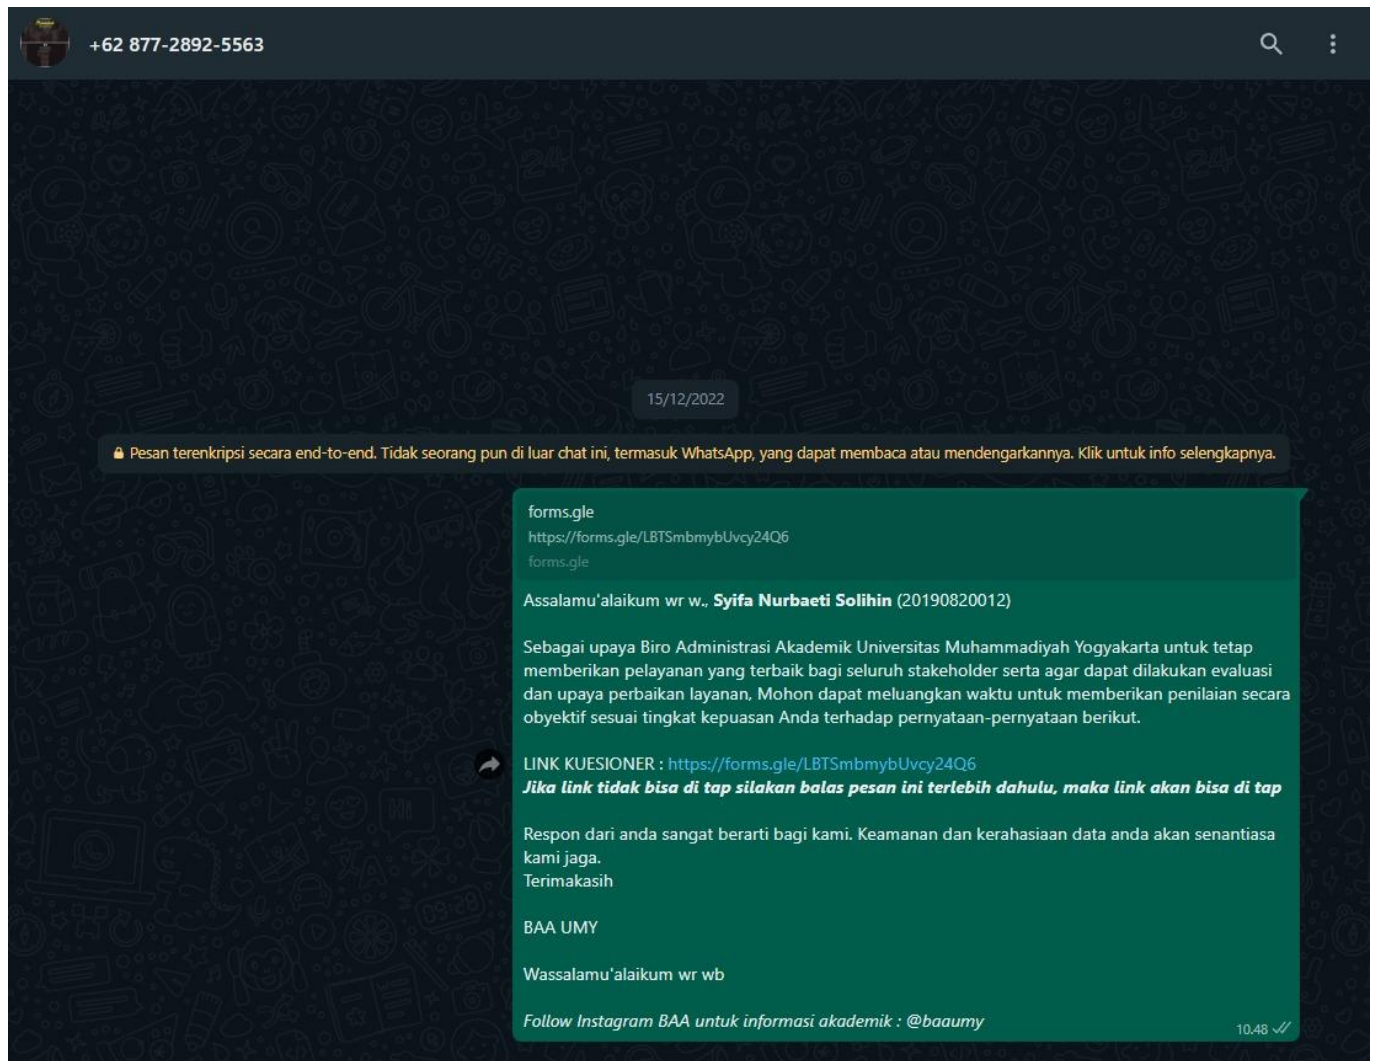 +62 877-2892-5563
15/12/2022
Pesan terenkripsi secara end-to-end. Tidak seorang pun di luar chat ini, termasuk WhatsApp, yang dapat membaca atau mendengarkannya. Klik untuk info selengkapnya.
forms.gle
https://forms.gle/LBTSmbmybUvcy24Q6
forms.gle
Assalamu'alaikum wr w., Syifa Nurbaeti Solihin (20190820012)
Sebagai upaya Biro Administrasi Akademik Universitas Muhammadiyah Yogyakarta untuk tetap
memberikan pelayanan yang terbaik bagi seluruh stakeholder serta agar dapat dilakukan evaluasi
dan upaya perbaikan layanan, Mohon dapat meluangkan waktu untuk memberikan penilaian secara
obyektif sesuai tingkat kepuasan Anda terhadap pernyataan-pernyataan berikut.
LINK KUESIONER : https://forms.gle/LBTSmbmybUvcy24Q6
Jika link tidak bisa di tap silakan balas pesan ini terlebih dahulu, maka link akan bisa di tap
Respon dari anda sangat berarti bagi kami. Keamanan dan kerahasiaan data anda akan senantiasa
kami jaga.
Terimakasih
BAA UMY
Wassalamu'alaikum wr wb
Follow Instagram BAA untuk informasi akademik : @baaumy
10.48